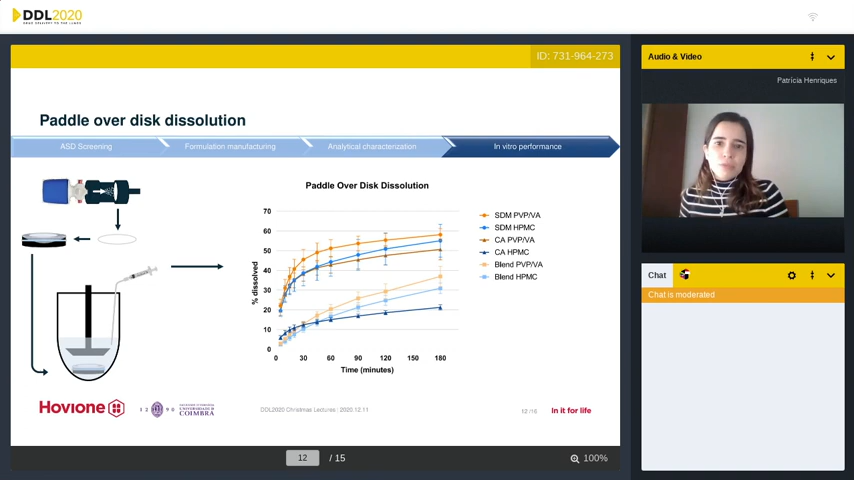 DDL2020
ID: 731-964-273
Audio & Video
Patrícia Henriques
Paddle over disk dissolution
ASD Screening
Formulation manufacturing
Analytical characterization
In vitro performance
Paddle Over Disk Dissolution
% dissolved
70
60
50
40
30
20
10
0
0 30 60 90 120 150 180
Time (minutes)
SDM PVP/VA
SDM HPMC
CA PVP/VA
CA HPMC
Blend PVP/VA
Blend HPMC
Chat
Chat is moderated
Hovione
1 2 9 0
COIMBRA
DDL2020 Christmas Lectures : 2020.12.11
12 /15
In it for life
12 / 15
100%